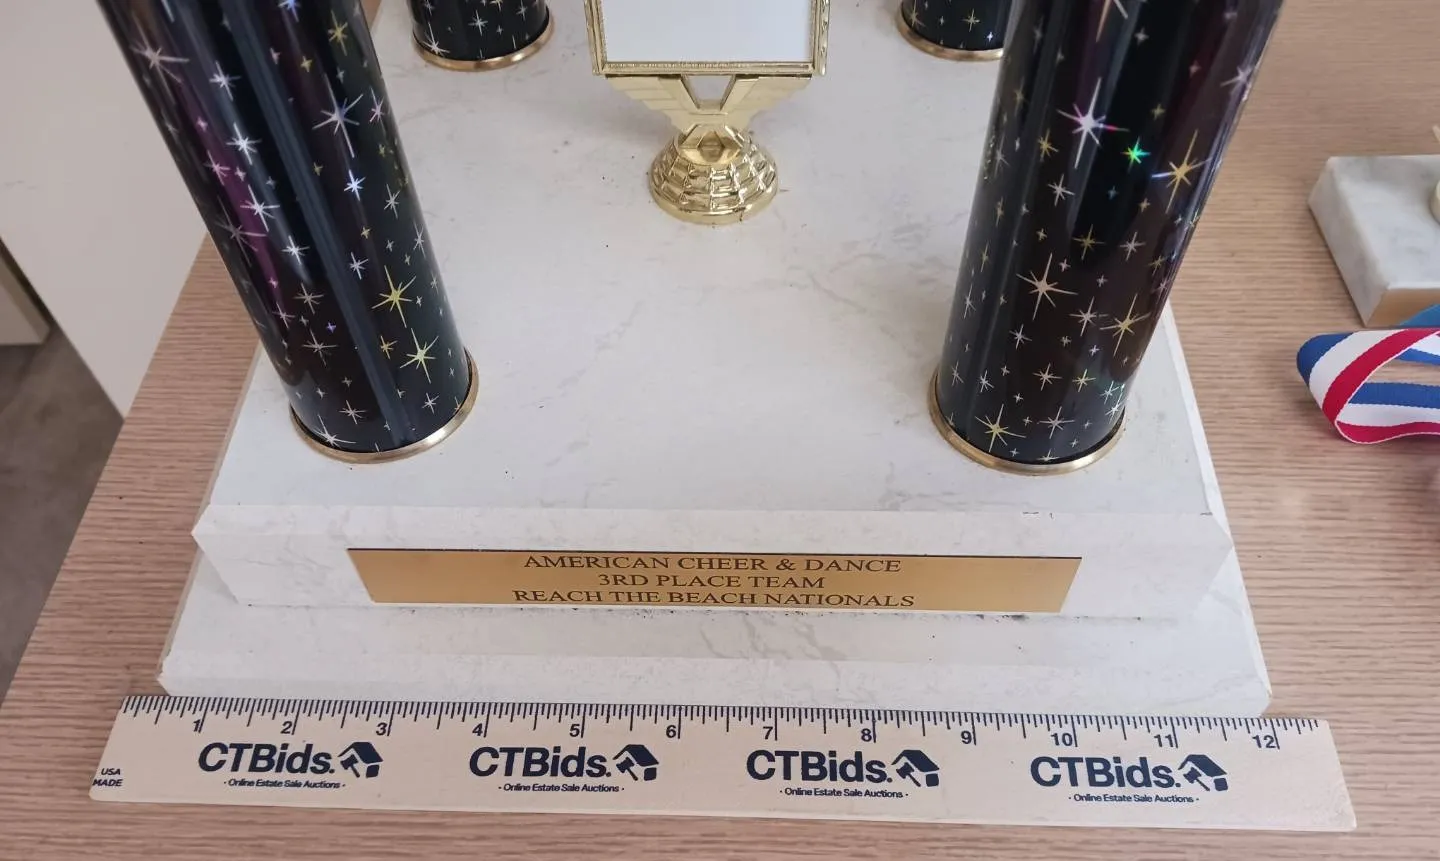 AMERICAN CHEER & DANCE
3RD PLACE TEAM
REACH THE BEACH NATIONALS
1 2 3 4 5 6 7 8 9 10 11 12
USA
MADE
CTBids. CTBids. CTBids. CTBids.
· Online Estate Sale Auctions · · Online Estate Sale Auctions · · Online Estate Sale Auctions · · Online Estate Sale Auctions ·